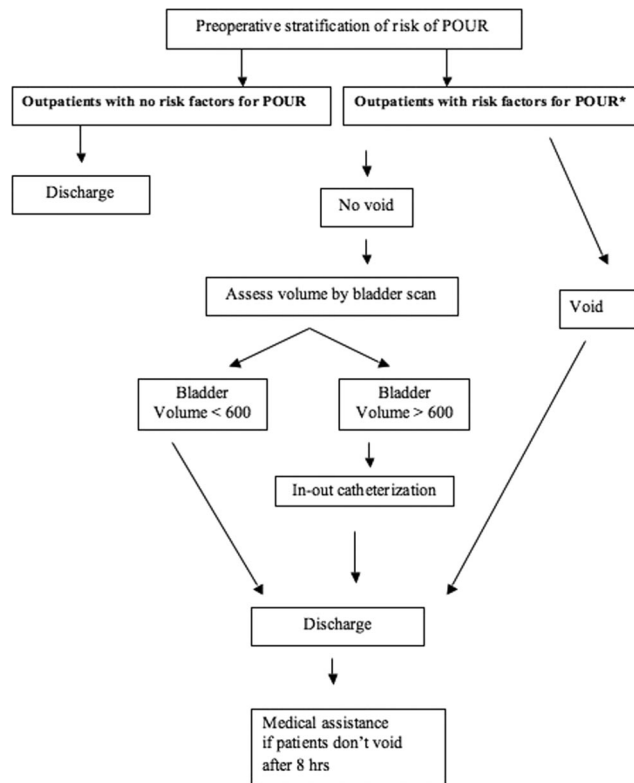 Preoperative stratification of risk of POUR
Outpatients with no risk factors for POUR
Outpatients with risk factors for POUR*
Discharge
No void
Assess volume by bladder scan
Void
Bladder
Volume < 600
Bladder
Volume > 600
In-out catheterization
Discharge
Medical assistance
if patients don't void
after 8 hrs